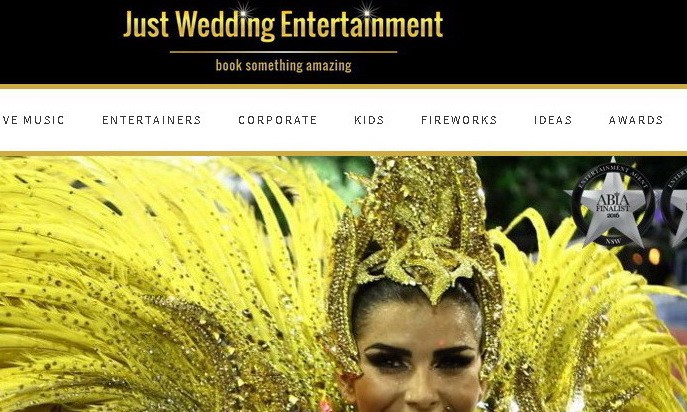 Just Wedding Entertainment
book something amazing
VE MUSIC ENTERTAINERS CORPORATE KIDS FIREWORKS IDEAS AWARDS
ENTERTAINMENT AGENT
ABIA
FINALIST
2016
NSW